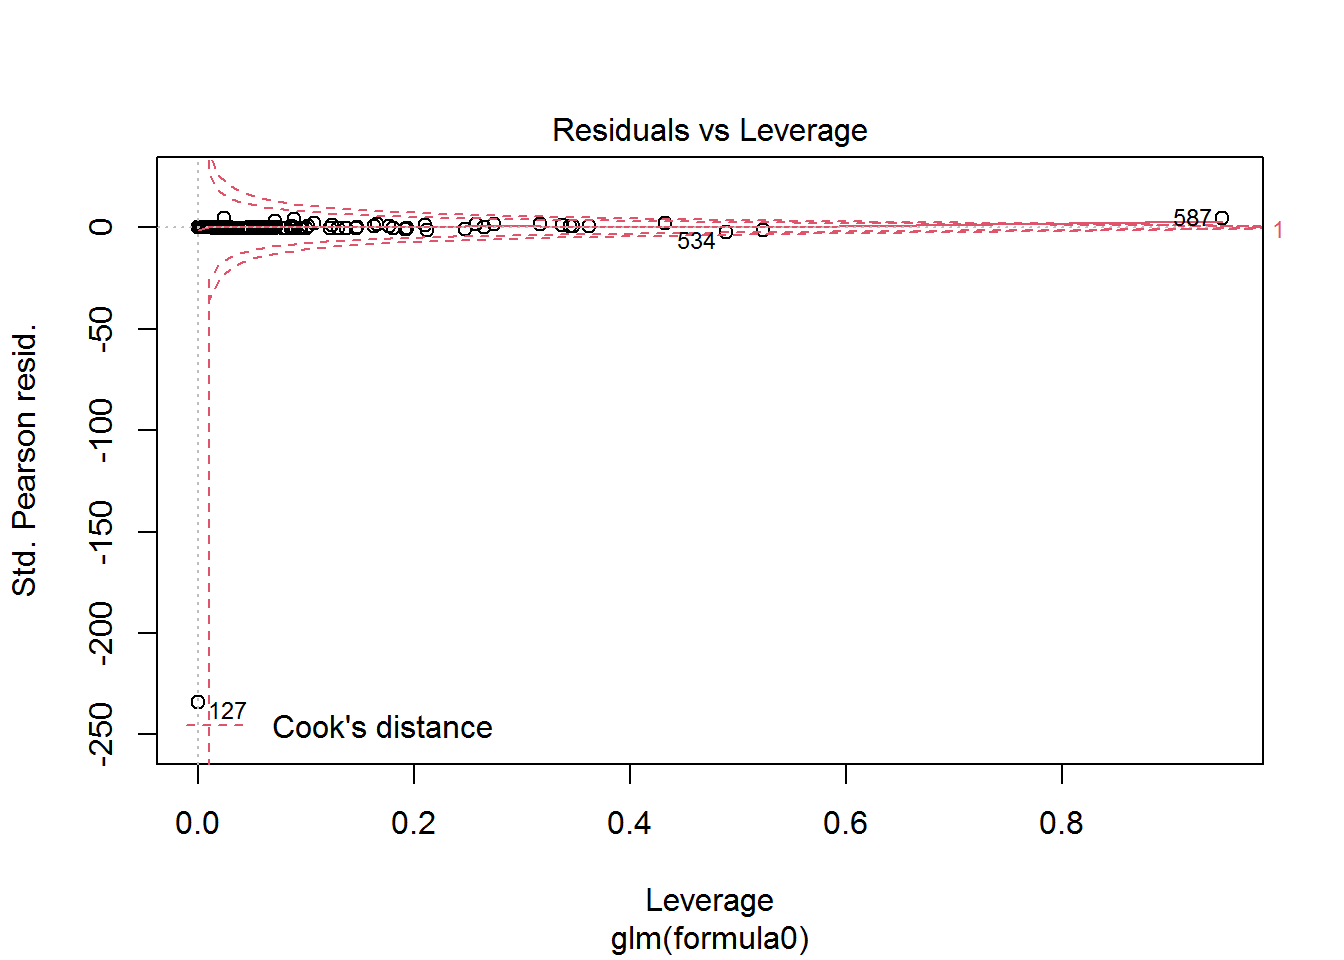 Residuals vs Leverage
Std. Pearson resid.
0
-50
-100
-150
-200
-250
587
534
1
127
Cook's distance
0.0 0.2 0.4 0.6 0.8
Leverage
glm(formula0)